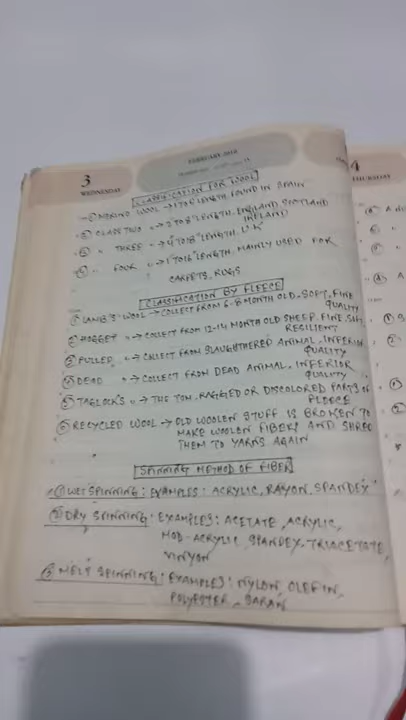 3
WEDNESDAY
FEBRUARY
CLASSIFICATION FOR WOOL
① MERINO WOOL → 1 TO 5" LENGTH FOUND IN SPAIN
② CLASS TWO " → 2 TO 8" LENGTH. ENGLAND SCOTLAND
IRELAND
③ " THREE " → 4 TO 18" LENGTH. U.K
④ " FOUR " → 1 TO 16" LENGTH. MAINLY USED FOR
CARPETS, RUGS
CLASSIFICATION BY FLEECE
① LAMB'S WOOL → COLLECT FROM 6-8 MONTH OLD, SOFT, FINE
QUALITY
② HOGGET " → COLLECT FROM 12-14 MONTH OLD SHEEP, FINE, SOFT
RESILIENT
③ PULLED " → COLLECT FROM SLAUGHTHERED ANIMAL, INFERIOR
QUALITY
④ DEAD " → COLLECT FROM DEAD ANIMAL, INFERIOR
QUALITY
⑤ TAGLOCK'S " → THE TON, RAGGED OR DISCOLORED PARTS OF
FLEECE
⑥ RECYCLED WOOL → OLD WOOLEN STUFF IS BROKEN TO
MAKE WOOLEN FIBER AND SHRED
THEM TO YARNS AGAIN
SPINNING METHOD OF FIBER
① WET SPINNING: EXAMPLES: ACRYLIC, RAYON, SPANDEX
② DRY SPINNING: EXAMPLES: ACETATE, ACRYLIC,
MOD-ACRYLIC, SPANDEX, TRIACETATE,
VINYON
③ MELT SPINNING: EXAMPLES: NYLON, OLEFIN,
POLYESTER, SARAN
4
THURSDAY